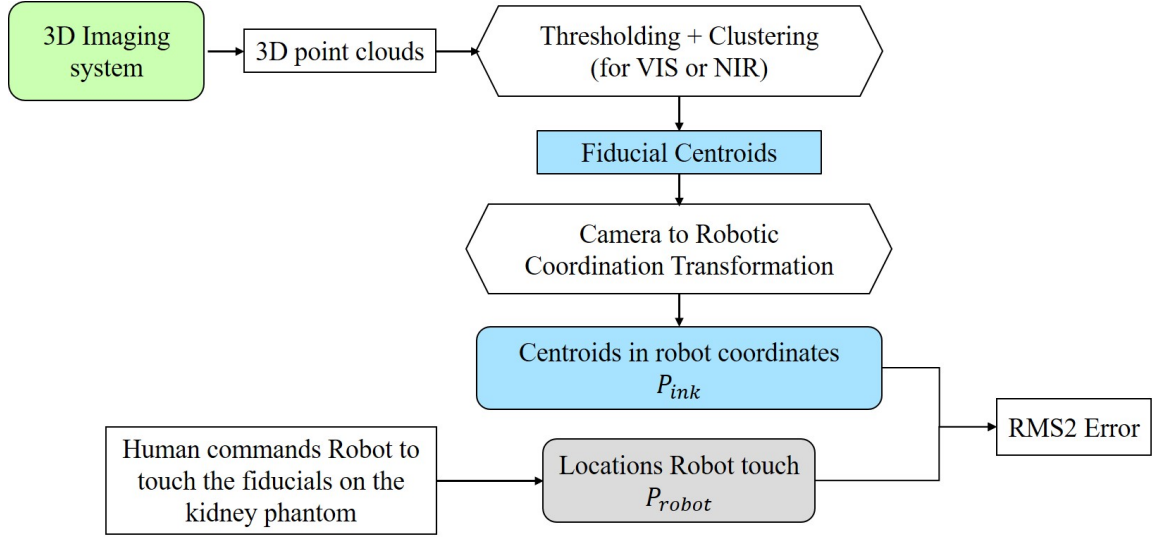 3D Imaging
system
3D point clouds
Thresholding + Clustering
(for VIS or NIR)
Fiducial Centroids
Camera to Robotic
Coordination Transformation
Centroids in robot coordinates
P_ink
Human commands Robot to
touch the fiducials on the
kidney phantom
Locations Robot touch
P_robot
RMS2 Error